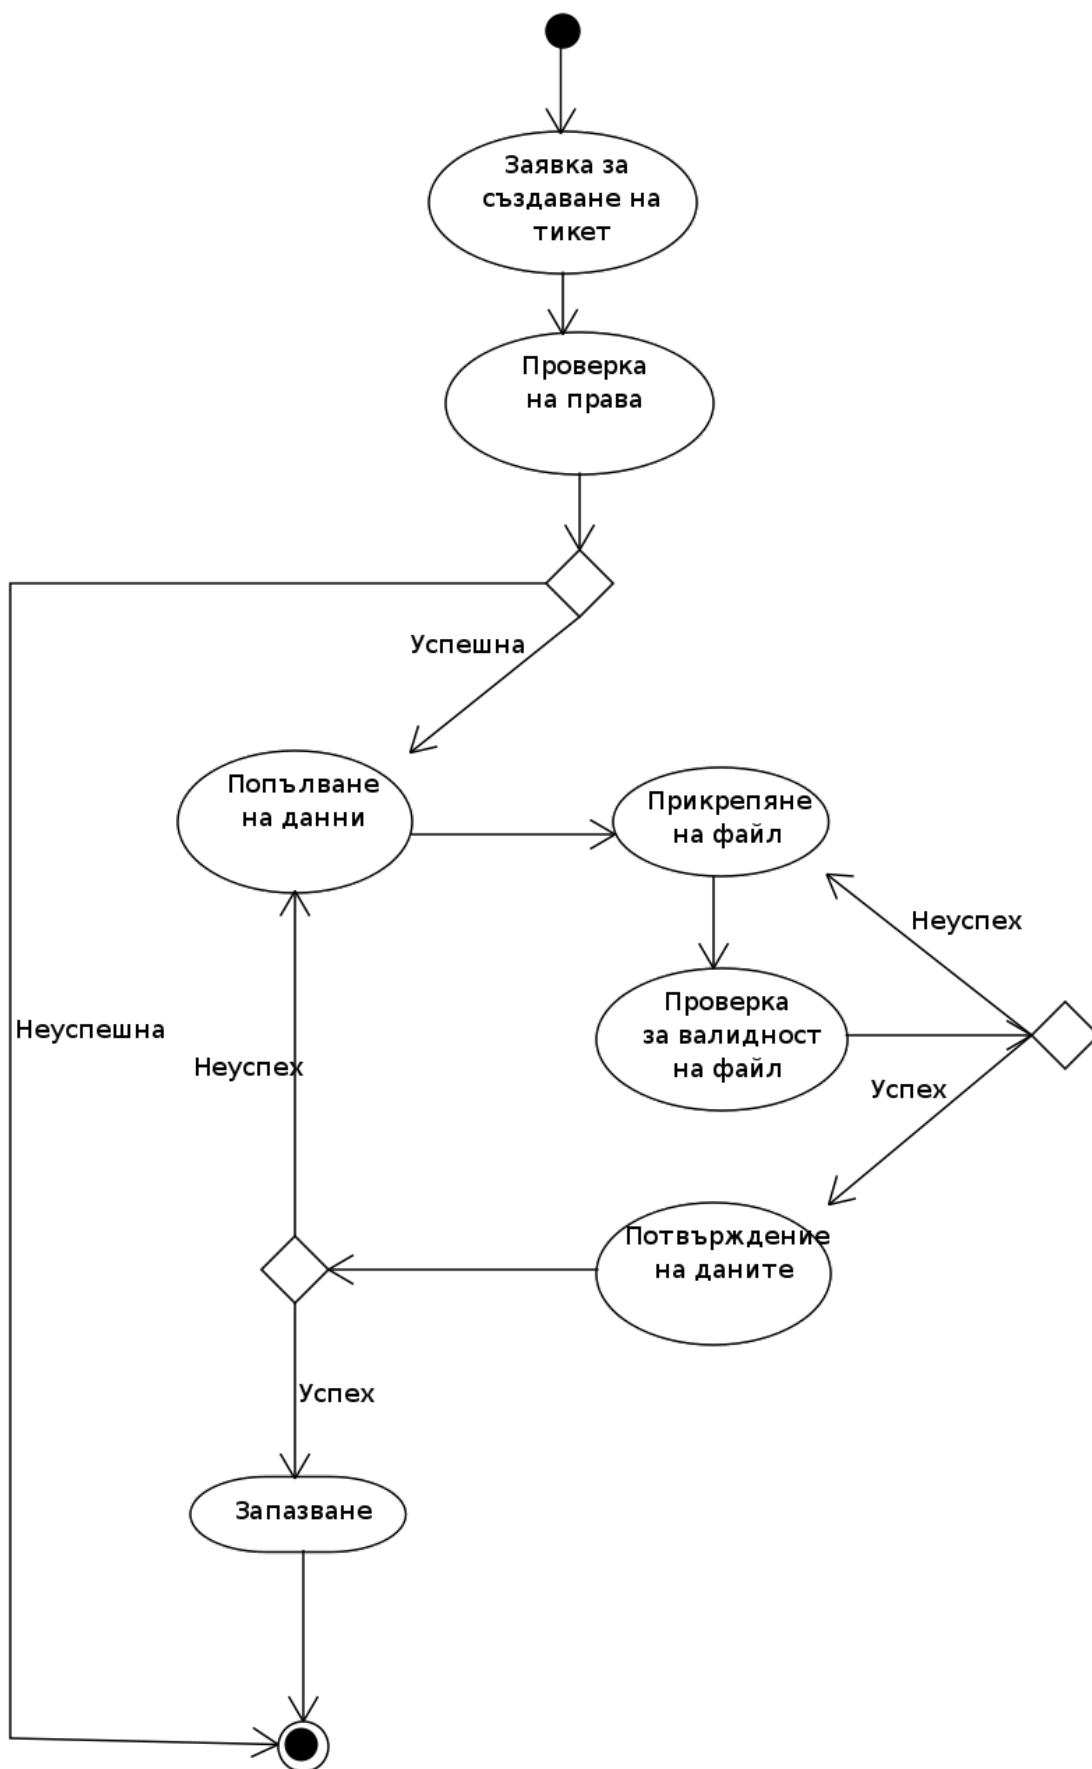 Заявка за
създаване на
тикет
Проверка
на права
Успешна
Попълване
на данни
Прикрепяне
на файл
Неуспех
Проверка
за валидност
на файл
Неуспешна
Неуспех
Успех
Потвърждение
на даните
Успех
Запазване